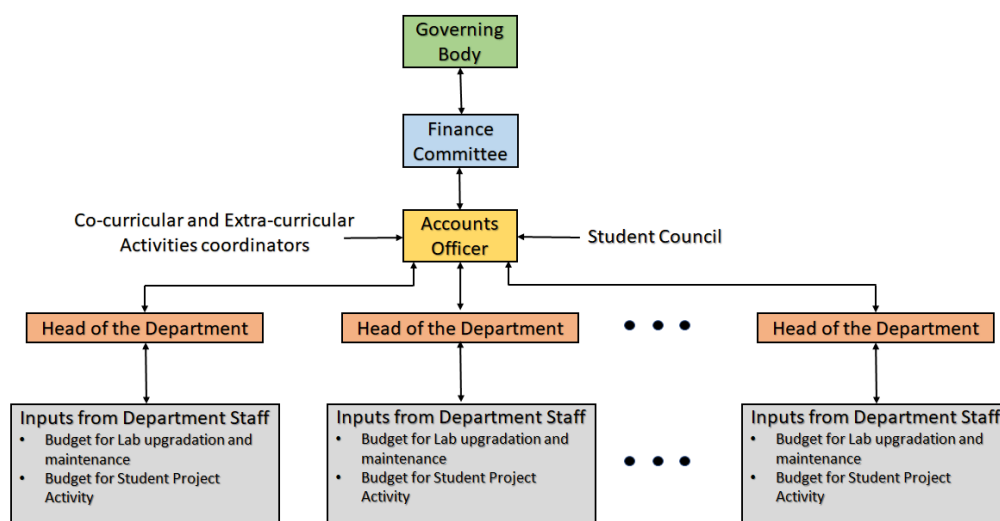 Governing
Body
Finance
Committee
Co-curricular and Extra-curricular
Activities coordinators
Accounts
Officer
Student Council
Head of the Department
Head of the Department
Head of the Department
Inputs from Department Staff
• Budget for Lab upgradation and
maintenance
• Budget for Student Project
Activity
Inputs from Department Staff
• Budget for Lab upgradation and
maintenance
• Budget for Student Project
Activity
Inputs from Department Staff
• Budget for Lab upgradation and
maintenance
• Budget for Student Project
Activity